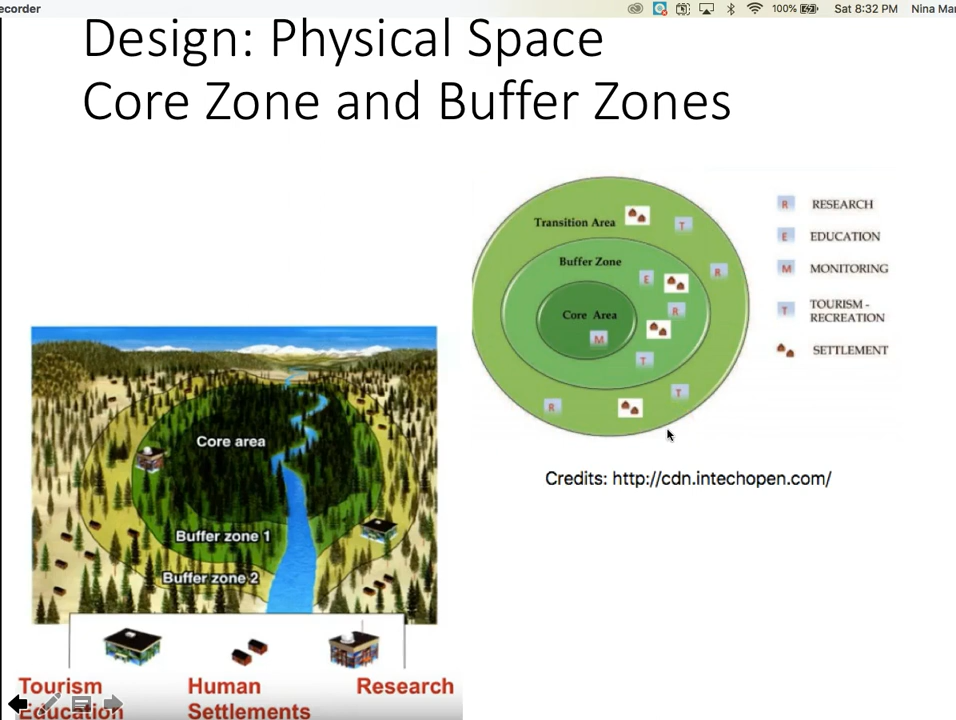 ecorder
100%
Sat 8:32 PM
Nina Mar
Design: Physical Space
Core Zone and Buffer Zones
Transition Area
T
Buffer Zone
E
R
Core Area
R
M
T
T
R
R RESEARCH
E EDUCATION
M MONITORING
T TOURISM -
RECREATION
SETTLEMENT
Credits: http://cdn.intechopen.com/
Core area
Buffer zone 1
Buffer zone 2
Tourism
Education
Human
Settlements
Research